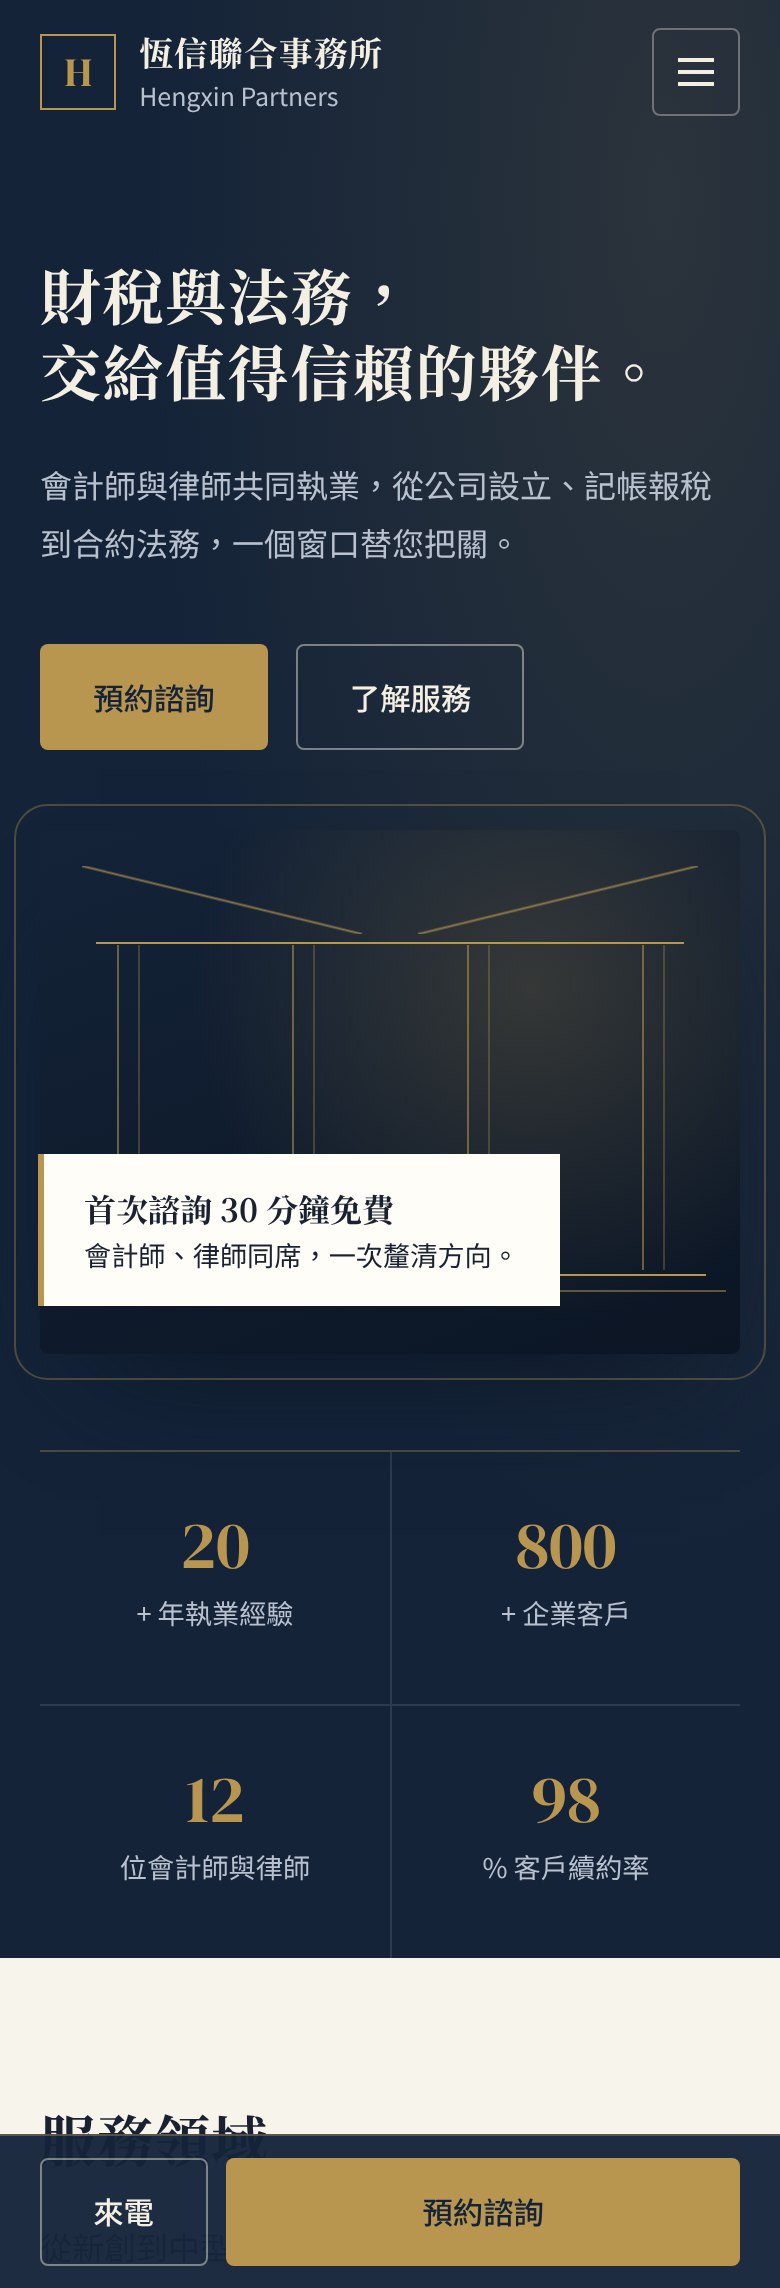 H
恆信聯合事務所
Hengxin Partners
財稅與法務，
交給值得信賴的夥伴。
會計師與律師共同執業，從公司設立、記帳報稅
到合約法務，一個窗口替您把關。
預約諮詢
了解服務
首次諮詢 30 分鐘免費
會計師、律師同席，一次釐清方向。
20
+ 年執業經驗
800
+ 企業客戶
12
位會計師與律師
98
% 客戶續約率
服務領域
從新創到中型
來電
預約諮詢